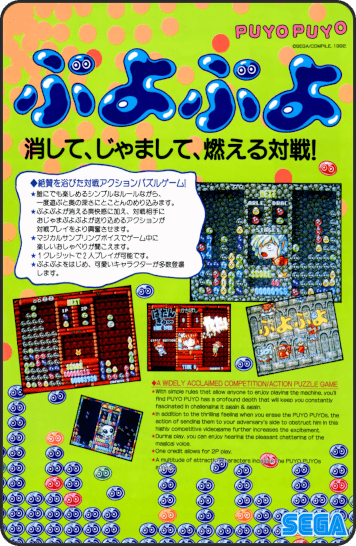 PUYO PUYO
©SEGA/COMPILE, 1992
ぷよぷよ
消して、じゃまして、燃える対戦!
◆絶賛を浴びた対戦アクションパズルゲーム!
★誰にでも楽しめるシンプルなルールながら、
一度遊ぶと奥の深さにとことんのめり込みます。
★ぷよぷよが消える爽快感に加え、対戦相手に
おじゃまぷよぷよが送り込めるアクションが
対戦プレイをより興奮させます。
★マジカルサンプリングボイスでゲーム中に
楽しいおしゃべりが聞こえます。
★1クレジットで2人プレイが可能です。
★ぷよぷよをはじめ、可愛いキャラクターが多数登場
します。
NEXT
NEXT
ぷよぷよ
◆A WIDELY ACCLAIMED COMPETITION/ACTION PUZZLE GAME
★With simple rules that allow anyone to enjoy playing the machine, you'll
find PUYO PUYO has a profound depth that will keep you constantly
fascinated in challenging it again & again.
★In addition to the thrilling feeling when you erase the PUYO PUYOs, the
action of sending them to your adversary's side to obstruct him in this
highly competitive videogame further increases the excitement.
★During play, you can enjoy hearing the pleasant chattering of the
magical voice.
★One credit allows for 2P play.
★A multitude of attractive characters including the PUYO PUYOs
SEGA